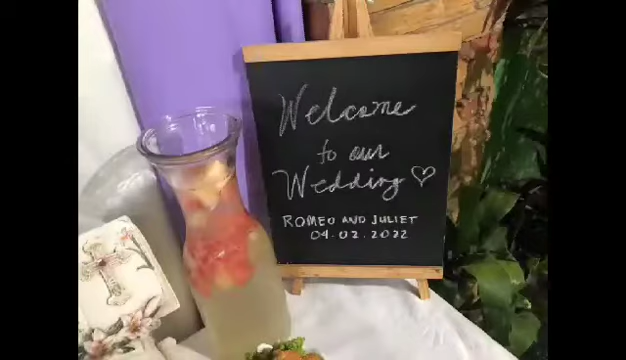 Welcome
to our
Wedding ♡
ROMEO AND JULIET
04.02.2022